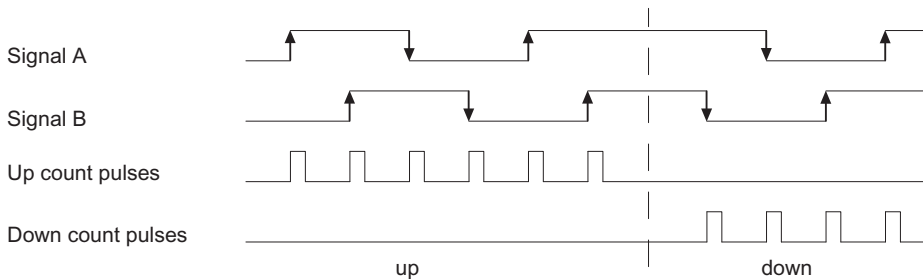 Signal A
Signal B
Up count pulses
Down count pulses
up down